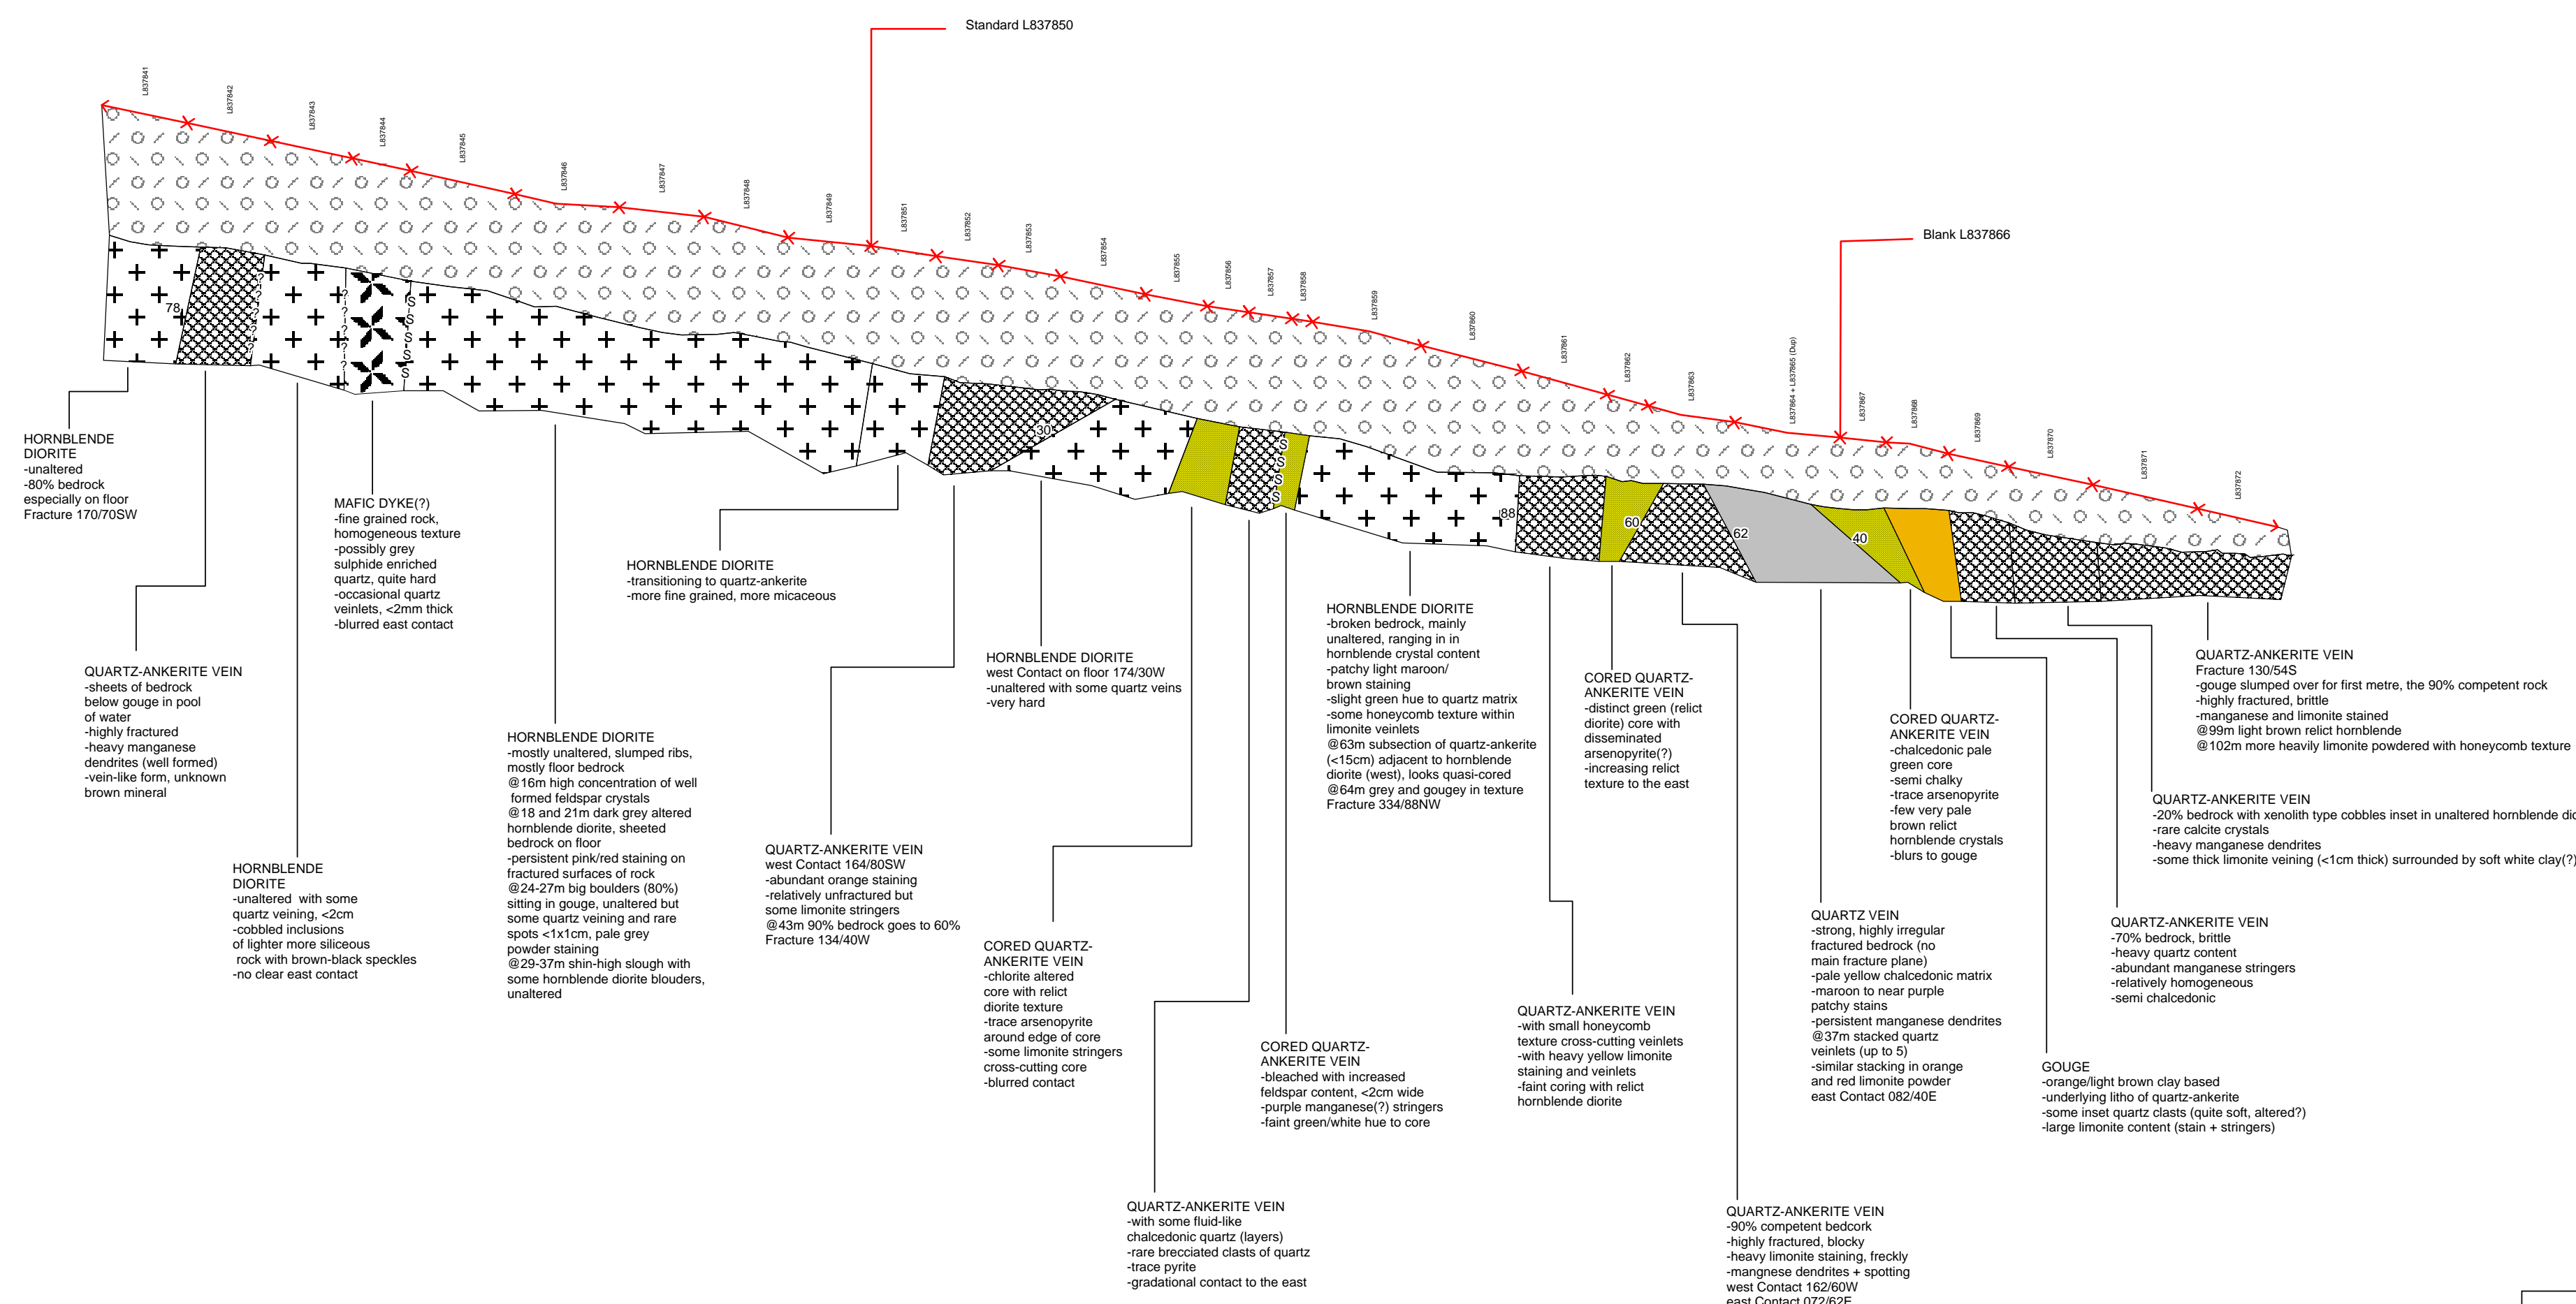 Standard L837850
L837841
L837842
L837843
L837844
L837845
L837846
L837847
L837848
L837849
L837851
L837852
L837853
L837854
L837855
L837856
L837857
L837858
L837859
L837860
L837861
L837862
L837863
L837864 + L837865 (Dup)
Blank L837866
L837867
L837868
L837869
L837870
L837871
L837872
78
?
?
?
?
?
?
?
?
?
?
S
S
S
S
S
30
S
S
S
S
88
60
62
40
HORNBLENDE
DIORITE
-unaltered
-80% bedrock
especially on floor
Fracture 170/70SW
QUARTZ-ANKERITE VEIN
-sheets of bedrock
below gouge in pool
of water
-highly fractured
-heavy manganese
dendrites (well formed)
-vein-like form, unknown
brown mineral
HORNBLENDE
DIORITE
-unaltered  with some
quartz veining, <2cm
-cobbled inclusions
of lighter more siliceous
rock with brown-black speckles
-no clear east contact
MAFIC DYKE(?)
-fine grained rock,
homogeneous texture
-possibly grey
sulphide enriched
quartz, quite hard
-occasional quartz
veinlets, <2mm thick
-blurred east contact
HORNBLENDE DIORITE
-mostly unaltered, slumped ribs,
mostly floor bedrock
@16m high concentration of well
formed feldspar crystals
@18 and 21m dark grey altered
hornblende diorite, sheeted
bedrock on floor
-persistent pink/red staining on
fractured surfaces of rock
@24-27m big boulders (80%)
sitting in gouge, unaltered but
some quartz veining and rare
spots <1x1cm, pale grey
powder staining
@29-37m shin-high slough with
some hornblende diorite blouders,
unaltered
HORNBLENDE DIORITE
-transitioning to quartz-ankerite
-more fine grained, more micaceous
QUARTZ-ANKERITE VEIN
west Contact 164/80SW
-abundant orange staining
-relatively unfractured but
some limonite stringers
@43m 90% bedrock goes to 60%
Fracture 134/40W
HORNBLENDE DIORITE
west Contact on floor 174/30W
-unaltered with some quartz veins
-very hard
CORED QUARTZ-
ANKERITE VEIN
-chlorite altered
core with relict
diorite texture
-trace arsenopyrite
around edge of core
-some limonite stringers
cross-cutting core
-blurred contact
QUARTZ-ANKERITE VEIN
-with some fluid-like
chalcedonic quartz (layers)
-rare brecciated clasts of quartz
-trace pyrite
-gradational contact to the east
CORED QUARTZ-
ANKERITE VEIN
-bleached with increased
feldspar content, <2cm wide
-purple manganese(?) stringers
-faint green/white hue to core
HORNBLENDE DIORITE
-broken bedrock, mainly
unaltered, ranging in in
hornblende crystal content
-patchy light maroon/
brown staining
-slight green hue to quartz matrix
-some honeycomb texture within
limonite veinlets
@63m subsection of quartz-ankerite
(<15cm) adjacent to hornblende
diorite (west), looks quasi-cored
@64m grey and gougey in texture
Fracture 334/88NW
QUARTZ-ANKERITE VEIN
-with small honeycomb
texture cross-cutting veinlets
-with heavy yellow limonite
staining and veinlets
-faint coring with relict
hornblende diorite
CORED QUARTZ-
ANKERITE VEIN
-distinct green (relict
diorite) core with
disseminated
arsenopyrite(?)
-increasing relict
texture to the east
QUARTZ-ANKERITE VEIN
-90% competent bedcork
-highly fractured, blocky
-heavy limonite staining, freckly
-mangnese dendrites + spotting
west Contact 162/60W
east Contact 072/62E
QUARTZ VEIN
-strong, highly irregular
fractured bedrock (no
main fracture plane)
-pale yellow chalcedonic matrix
-maroon to near purple
patchy stains
-persistent manganese dendrites
@37m stacked quartz
veinlets (up to 5)
-similar stacking in orange
and red limonite powder
east Contact 082/40E
CORED QUARTZ-
ANKERITE VEIN
-chalcedonic pale
green core
-semi chalky
-trace arsenopyrite
-few very pale
brown relict
hornblende crystals
-blurs to gouge
GOUGE
-orange/light brown clay based
-underlying litho of quartz-ankerite
-some inset quartz clasts (quite soft, altered?)
-large limonite content (stain + stringers)
QUARTZ-ANKERITE VEIN
-70% bedrock, brittle
-heavy quartz content
-abundant manganese stringers
-relatively homogeneous
-semi chalcedonic
QUARTZ-ANKERITE VEIN
-20% bedrock with xenolith type cobbles inset in unaltered hornblende
-rare calcite crystals
-heavy manganese dendrites
-some thick limonite veining (<1cm thick) surrounded by soft white clay(?)
QUARTZ-ANKERITE VEIN
Fracture 130/54S
-gouge slumped over for first metre, the 90% competent rock
-highly fractured, brittle
-manganese and limonite stained
@99m light brown relict hornblende
@102m more heavily limonite powdered with honeycomb texture